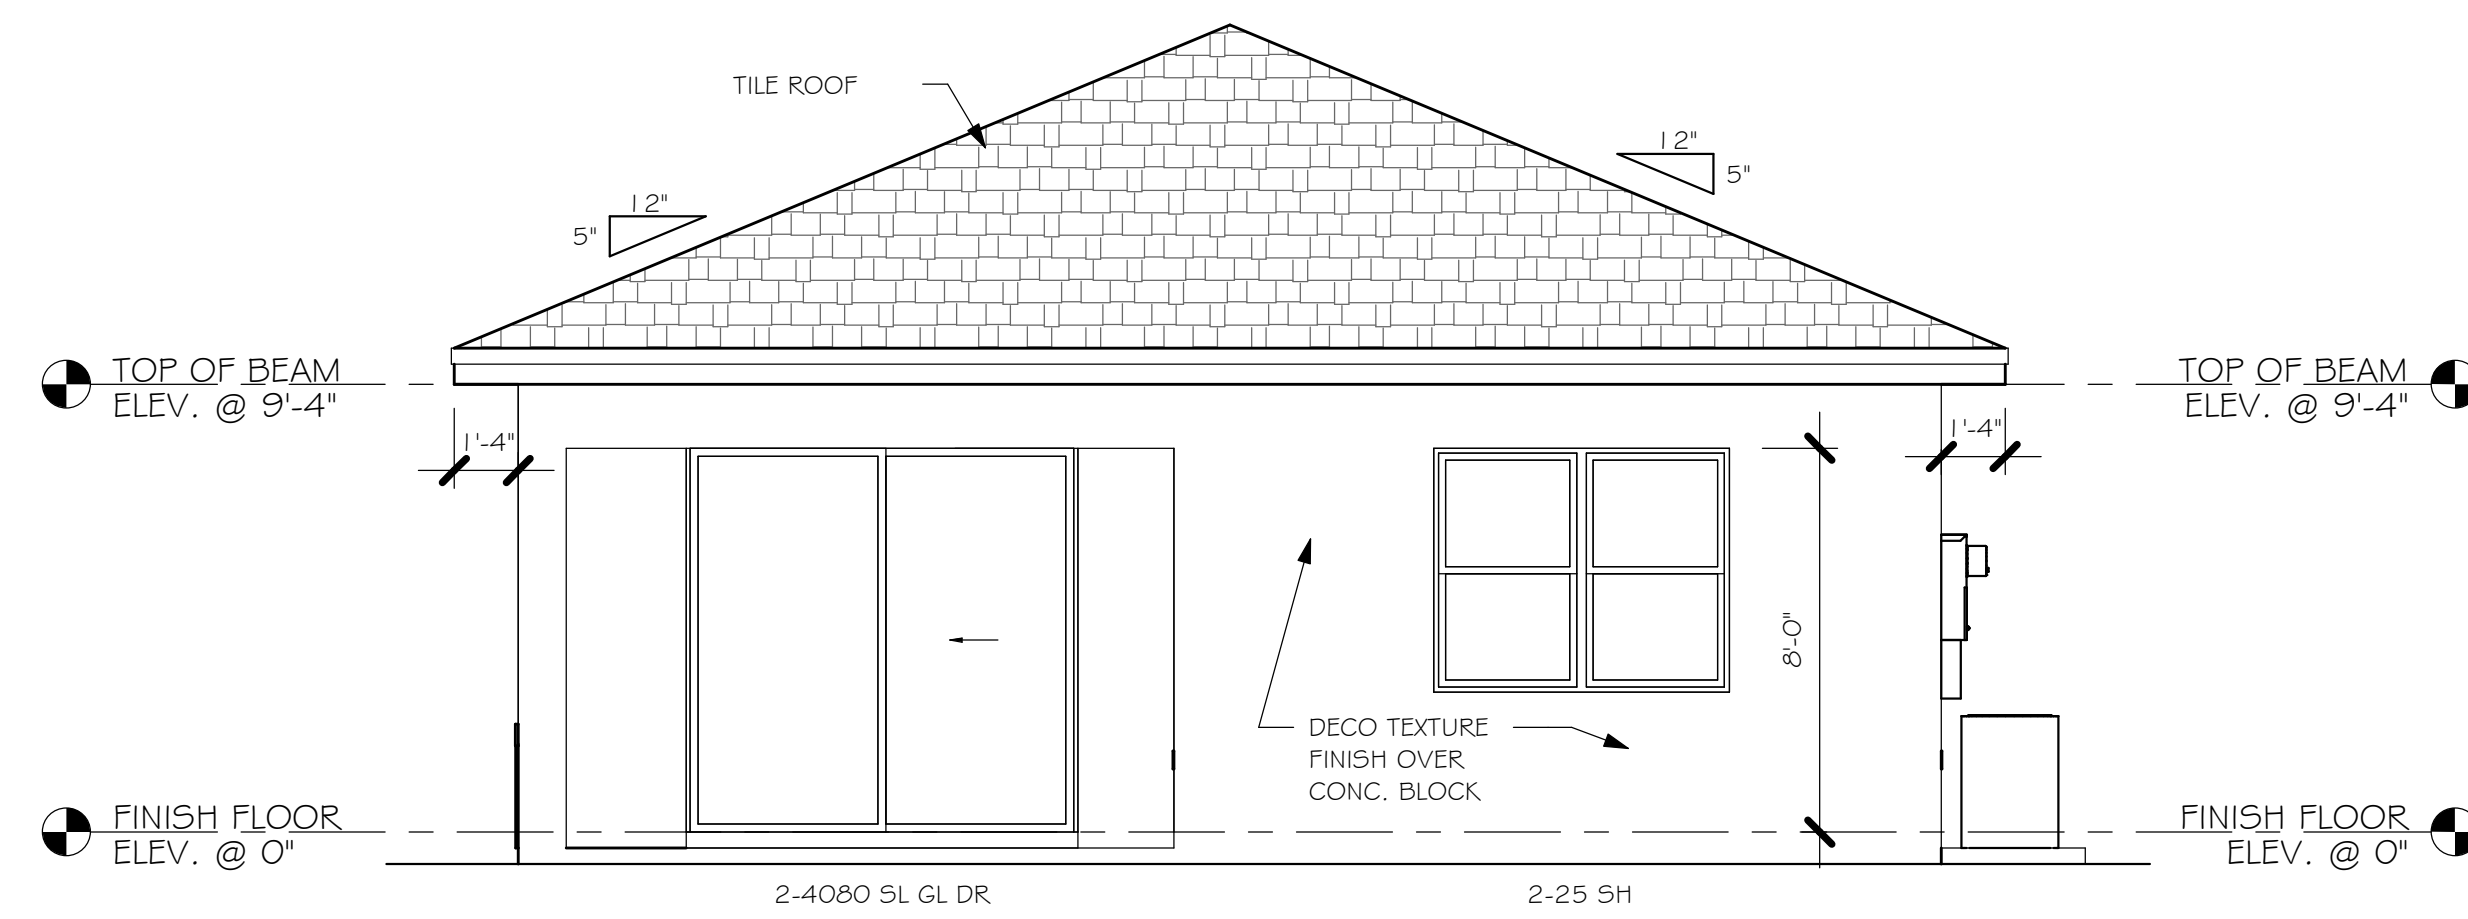 TILE ROOF
12"
5"
12"
5"
TOP OF BEAM
ELEV. @ 9'-4"
TOP OF BEAM
ELEV. @ 9'-4"
1'-4"
1'-4"
8'-0"
DECO TEXTURE
FINISH OVER
CONC. BLOCK
FINISH FLOOR
ELEV. @ 0"
FINISH FLOOR
ELEV. @ 0"
2-4080 SL GL DR
2-25 SH